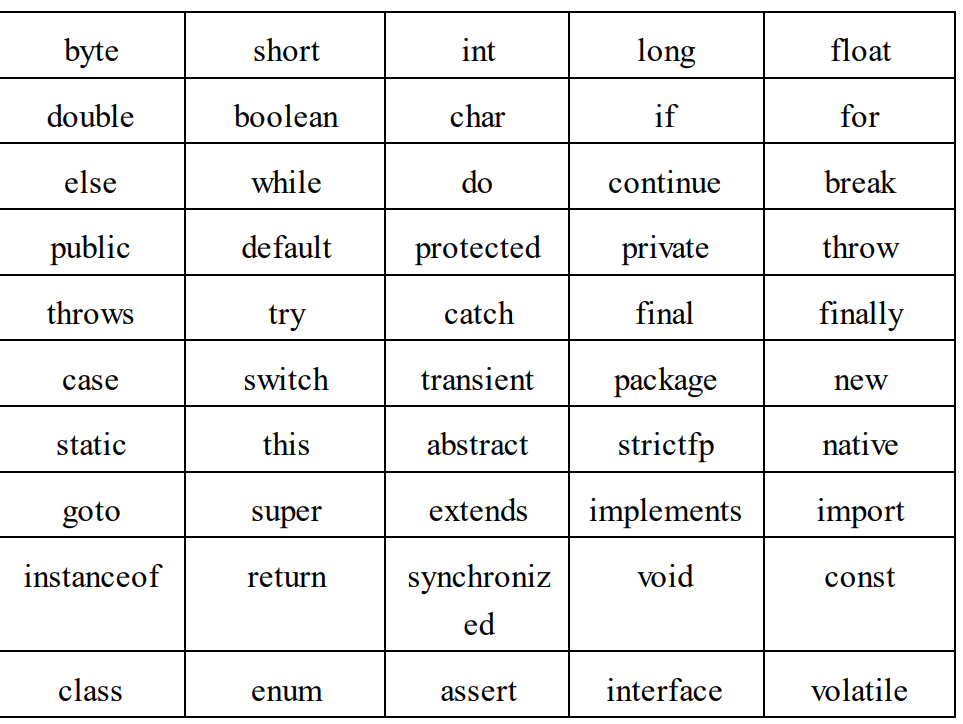 byte short int long float
double boolean char if for
else while do continue break
public default protected private throw
throws try catch final finally
case switch transient package new
static this abstract strictfp native
goto super extends implements import
instanceof return synchroniz void const
ed
class enum assert interface volatile